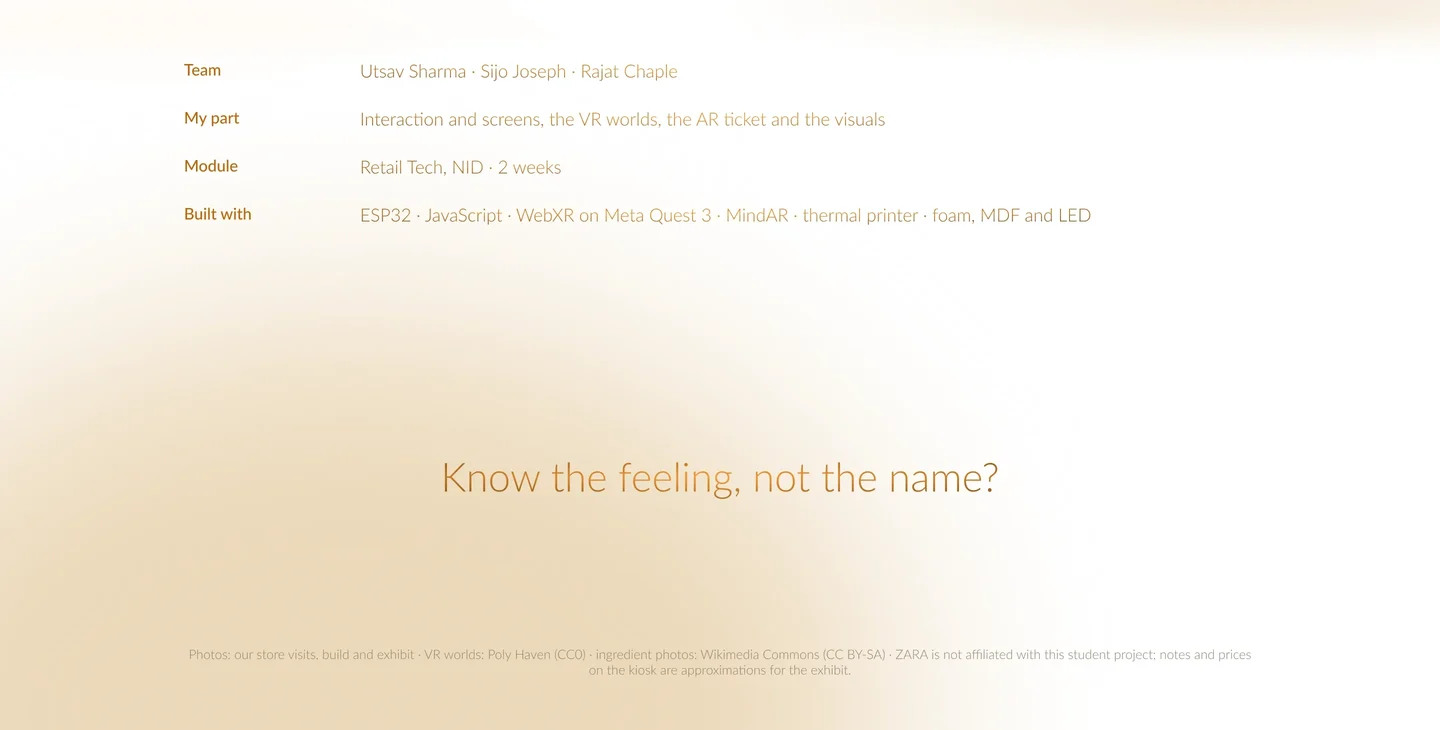 Team
Utsav Sharma · Sijo Joseph · Rajat Chaple
My part
Interaction and screens, the VR worlds, the AR ticket and the visuals
Module
Retail Tech, NID · 2 weeks
Built with
ESP32 · JavaScript · WebXR on Meta Quest 3 · MindAR · thermal printer · foam, MDF and LED
Know the feeling, not the name?
Photos: our store visits, build and exhibit · VR worlds: Poly Haven (CC0) · ingredient photos: Wikimedia Commons (CC BY-SA) · ZARA is not affiliated with this student project; notes and prices
on the kiosk are approximations for the exhibit.